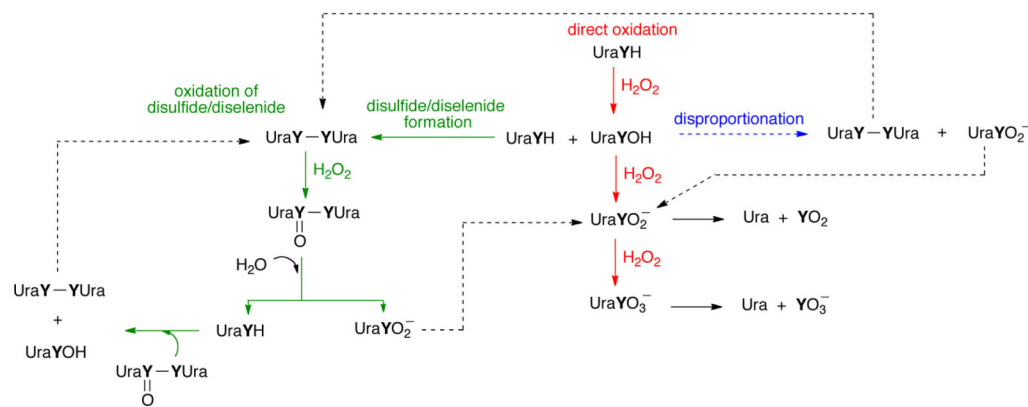 direct oxidation
UraYH
H₂O₂
oxidation of
disulfide/diselenide
disulfide/diselenide
formation
disproportionation
UraY—YUra
UraYH + UraYOH
UraY—YUra + UraYO₂⁻
H₂O₂
H₂O₂
UraY—YUra
O
UraYO₂⁻
Ura + YO₂
H₂O
H₂O₂
UraY—YUra
+
UraYOH
UraYH
UraYO₂⁻
UraYO₃⁻
Ura + YO₃⁻
UraY—YUra
O